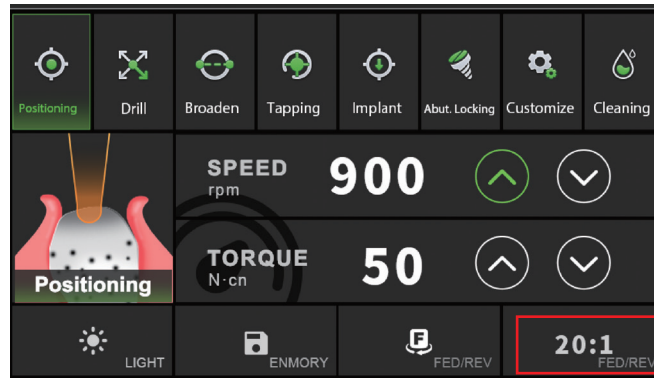 Positioning
Drill
Broaden
Tapping
Implant
Abut. Locking
Customize
Cleaning
Positioning
SPEED
rpm
900
TORQUE
N·cn
50
LIGHT
ENMORY
F
FED/REV
20:1
FED/REV